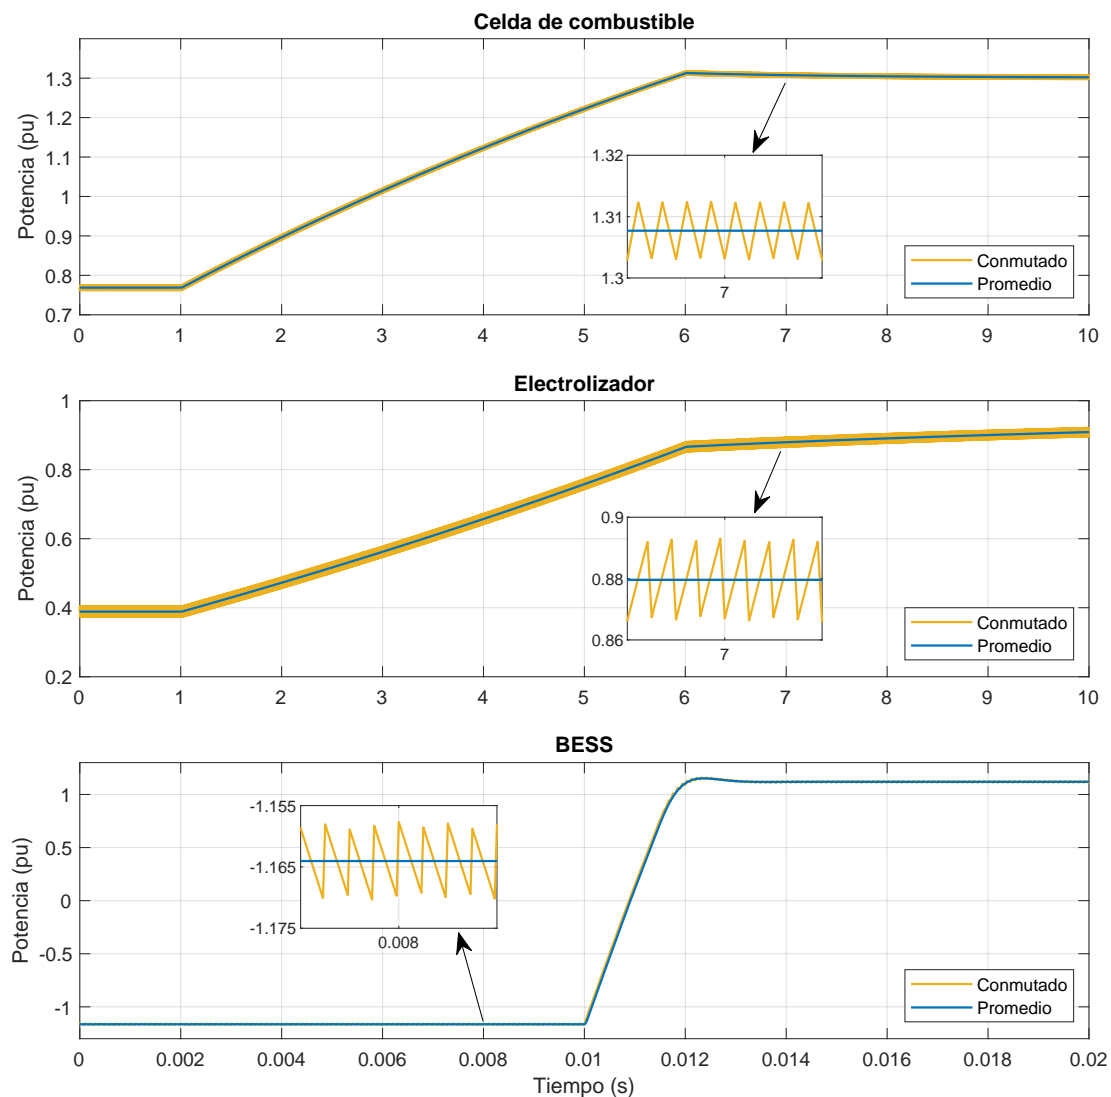 Celda de combustible
Potencia (pu)
1.3
1.2
1.1
1
0.9
0.8
0.7
0 1 2 3 4 5 6 7 8 9 10
1.32
1.31
1.3
7
Conmutado
Promedio
Electrolizador
Potencia (pu)
1
0.8
0.6
0.4
0.2
0 1 2 3 4 5 6 7 8 9 10
0.9
0.88
0.86
7
Conmutado
Promedio
BESS
Potencia (pu)
1
0.5
0
-0.5
-1
-1.155
-1.165
-1.175
0.008
Conmutado
Promedio
0 0.002 0.004 0.006 0.008 0.01 0.012 0.014 0.016 0.018 0.02
Tiempo (s)